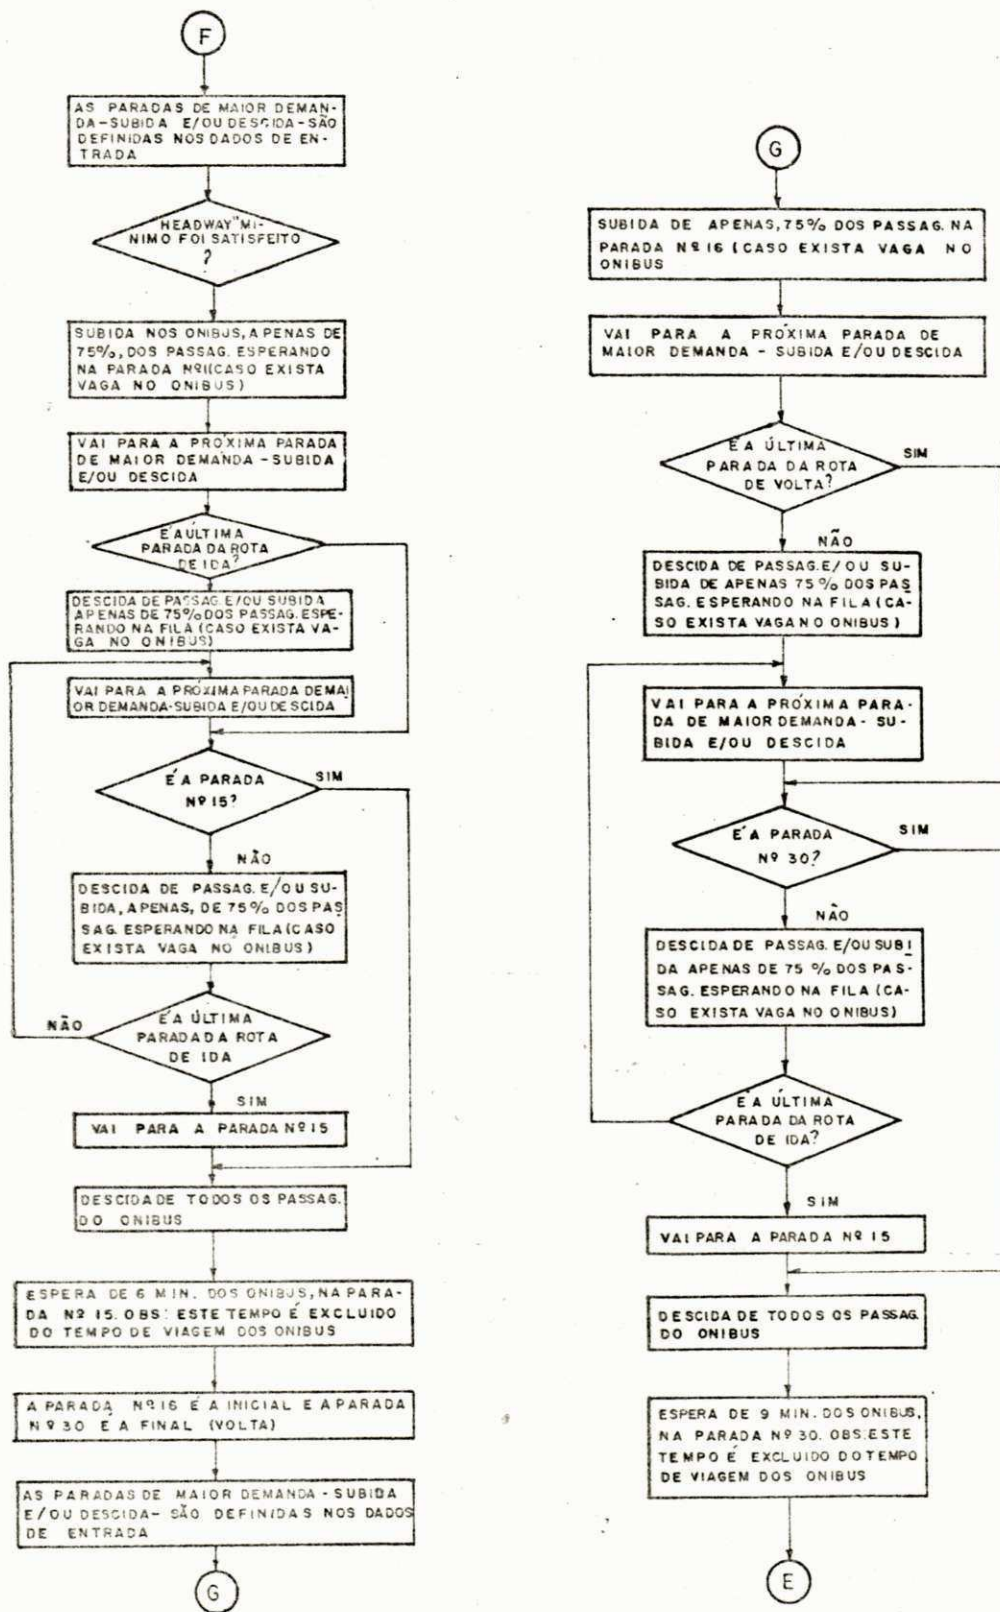 F
AS PARADAS DE MAIOR DEMAN-
DA-SUBIDA E/OU DESCIDA-SÃO
DEFINIDAS NOS DADOS DE EN-
TRADA
HEADWAY" MÍ-
NIMO FOI SATISFEITO
?
SUBIDA NOS ONIBUS, APENAS DE
75%, DOS PASSAG. ESPERANDO
NA PARADA Nº1(CASO EXISTA
VAGA NO ONIBUS)
VAI PARA A PRÓXIMA PARADA
DE MAIOR DEMANDA - SUBIDA
E/OU DESCIDA
É A ÚLTIMA
PARADA DA ROTA
DE IDA?
DESCIDA DE PASSAG. E/OU SUBIDA
APENAS DE 75% DOS PASSAG. ESPE-
RANDO NA FILA (CASO EXISTA VA-
GA NO ONIBUS)
VAI PARA A PRÓXIMA PARADA DE MAI
OR DEMANDA-SUBIDA E/OU DESCIDA
É A PARADA
Nº 15?
SIM
NÃO
DESCIDA DE PASSAG. E/OU SU-
BIDA, APENAS, DE 75% DOS PAS
SAG. ESPERANDO NA FILA (CASO
EXISTA VAGA NO ONIBUS)
NÃO
É A ÚLTIMA
PARADA DA ROTA
DE IDA
SIM
VAI PARA A PARADA Nº 15
DESCIDA DE TODOS OS PASSAG.
DO ONIBUS
ESPERA DE 6 MIN. DOS ONIBUS, NA PARA-
DA Nº 15. OBS: ESTE TEMPO É EXCLUIDO
DO TEMPO DE VIAGEM DOS ONIBUS
A PARADA Nº 16 É A INICIAL E A PARADA
Nº 30 É A FINAL (VOLTA)
AS PARADAS DE MAIOR DEMANDA - SUBIDA
E/OU DESCIDA- SÃO DEFINIDAS NOS DADOS
DE ENTRADA
G
G
SUBIDA DE APENAS, 75% DOS PASSAG. NA
PARADA Nº 16 (CASO EXISTA VAGA NO
ONIBUS
VAI PARA A PRÓXIMA PARADA DE
MAIOR DEMANDA - SUBIDA E/OU DESCIDA
É A ÚLTIMA
PARADA DA ROTA
DE VOLTA?
SIM
NÃO
DESCIDA DE PASSAG. E/OU SU-
BIDA DE APENAS 75% DOS PAS
SAG. ESPERANDO NA FILA (CA-
SO EXISTA VAGA NO ONIBUS)
VAI PARA A PRÓXIMA PARA-
DA DE MAIOR DEMANDA - SU-
BIDA E/OU DESCIDA
É A PARADA
Nº 30?
SIM
NÃO
DESCIDA DE PASSAG. E/OU SUBI
DA APENAS DE 75 % DOS PAS-
SAG. ESPERANDO NA FILA (CA-
SO EXISTA VAGA NO ONIBUS)
É A ÚLTIMA
PARADA DA ROTA
DE IDA?
SIM
VAI PARA A PARADA Nº 15
DESCIDA DE TODOS OS PASSAG.
DO ONIBUS
ESPERA DE 9 MIN. DOS ONIBUS,
NA PARADA Nº 30. OBS: ESTE
TEMPO É EXCLUIDO DO TEMPO
DE VIAGEM DOS ONIBUS
E